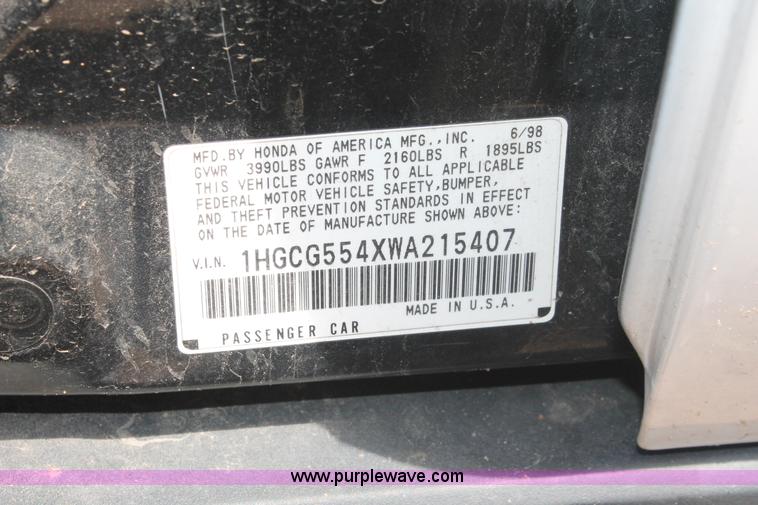 MFD.BY HONDA OF AMERICA MFG.,INC. 6/98
GVWR 3990LBS GAWR F 2160LBS R 1895LBS
THIS VEHICLE CONFORMS TO ALL APPLICABLE
FEDERAL MOTOR VEHICLE SAFETY,BUMPER,
AND THEFT PREVENTION STANDARDS IN EFFECT
ON THE DATE OF MANUFACTURE SHOWN ABOVE:
V.I.N. 1HGCG554XWA215407
MADE IN U.S.A.
PASSENGER CAR
www.purplewave.com